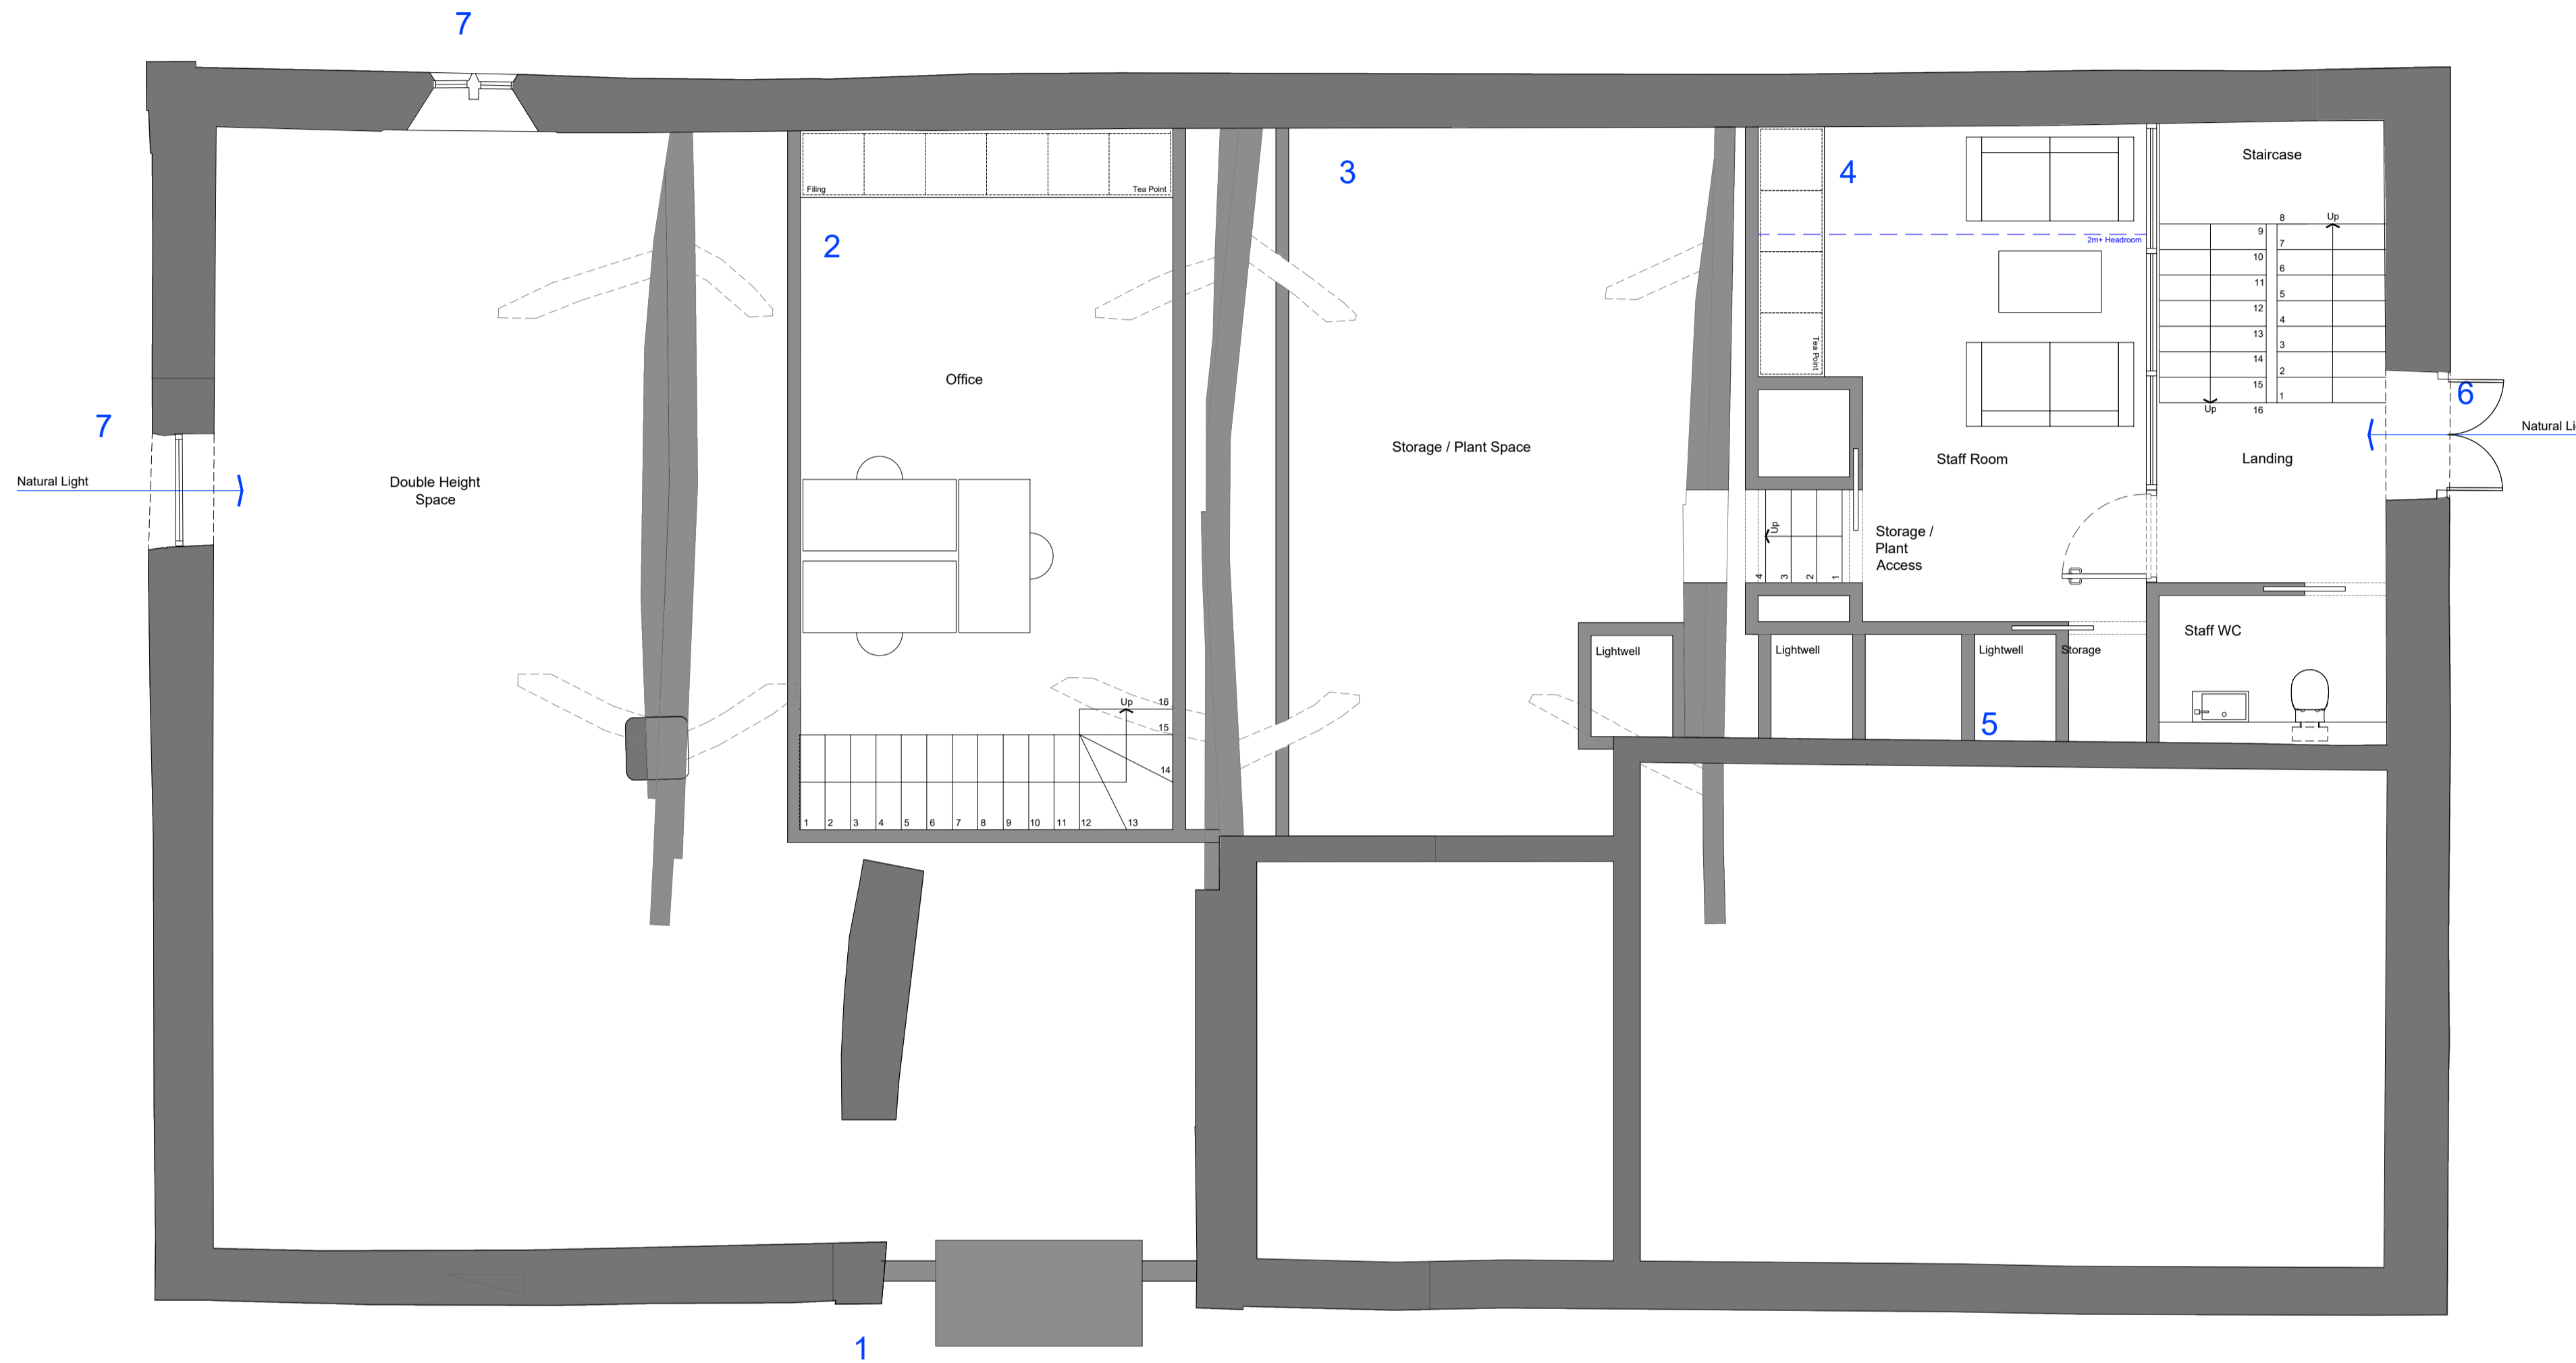 7
Filing
Tea Point
3
4
Staircase
8
Up
2
9
7
2m+ Headroom
10
6
11
5
12
4
13
3
Tea Point
14
2
Office
15
1
6
7
Up
16
Natural Li
Storage / Plant Space
Staff Room
Landing
Natural Light
Double Height
Space
Up
Storage /
Plant
Access
4
3
2
1
Staff WC
Lightwell
Lightwell
Lightwell
Storage
Up
16
15
5
14
1
2
3
4
5
6
7
8
9
10
11
12
13
1